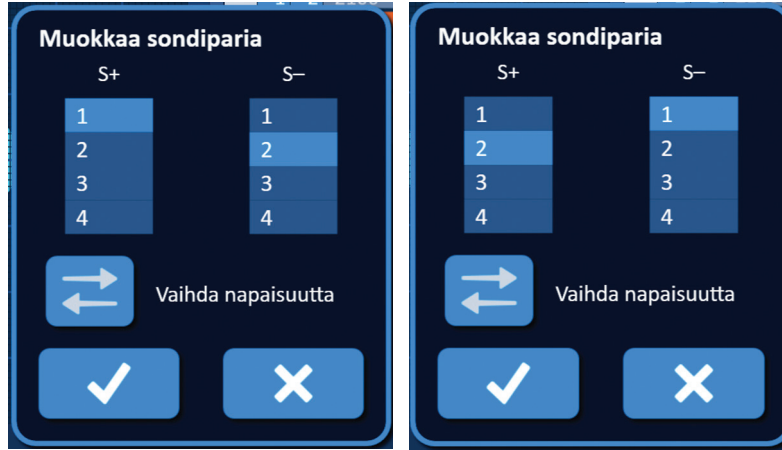 Muokkaa sondiparia
S+ S–
1 1
2 2
3 3
4 4
Vaihda napaisuutta
Muokkaa sondiparia
S+ S–
1 1
2 2
3 3
4 4
Vaihda napaisuutta